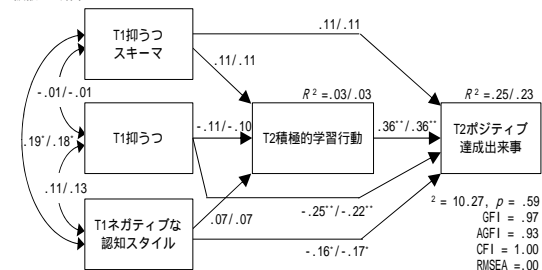 T1抑うつ
スキーマ
.11/.11
.11/.11
-.01/-.01
R² =.03/.03
R² =.25/.23
.19*/.18*
T1抑うつ
-.11/-.10
T2積極的学習行動
.36**/.36**
T2ポジティブ
達成出来事
.11/.13
-.25**/-.22**
T1ネガティブな
認知スタイル
.07/.07
-.16*/-.17*
² = 10.27, p = .59
GFI = .97
AGFI = .93
CFI = 1.00
RMSEA =.00